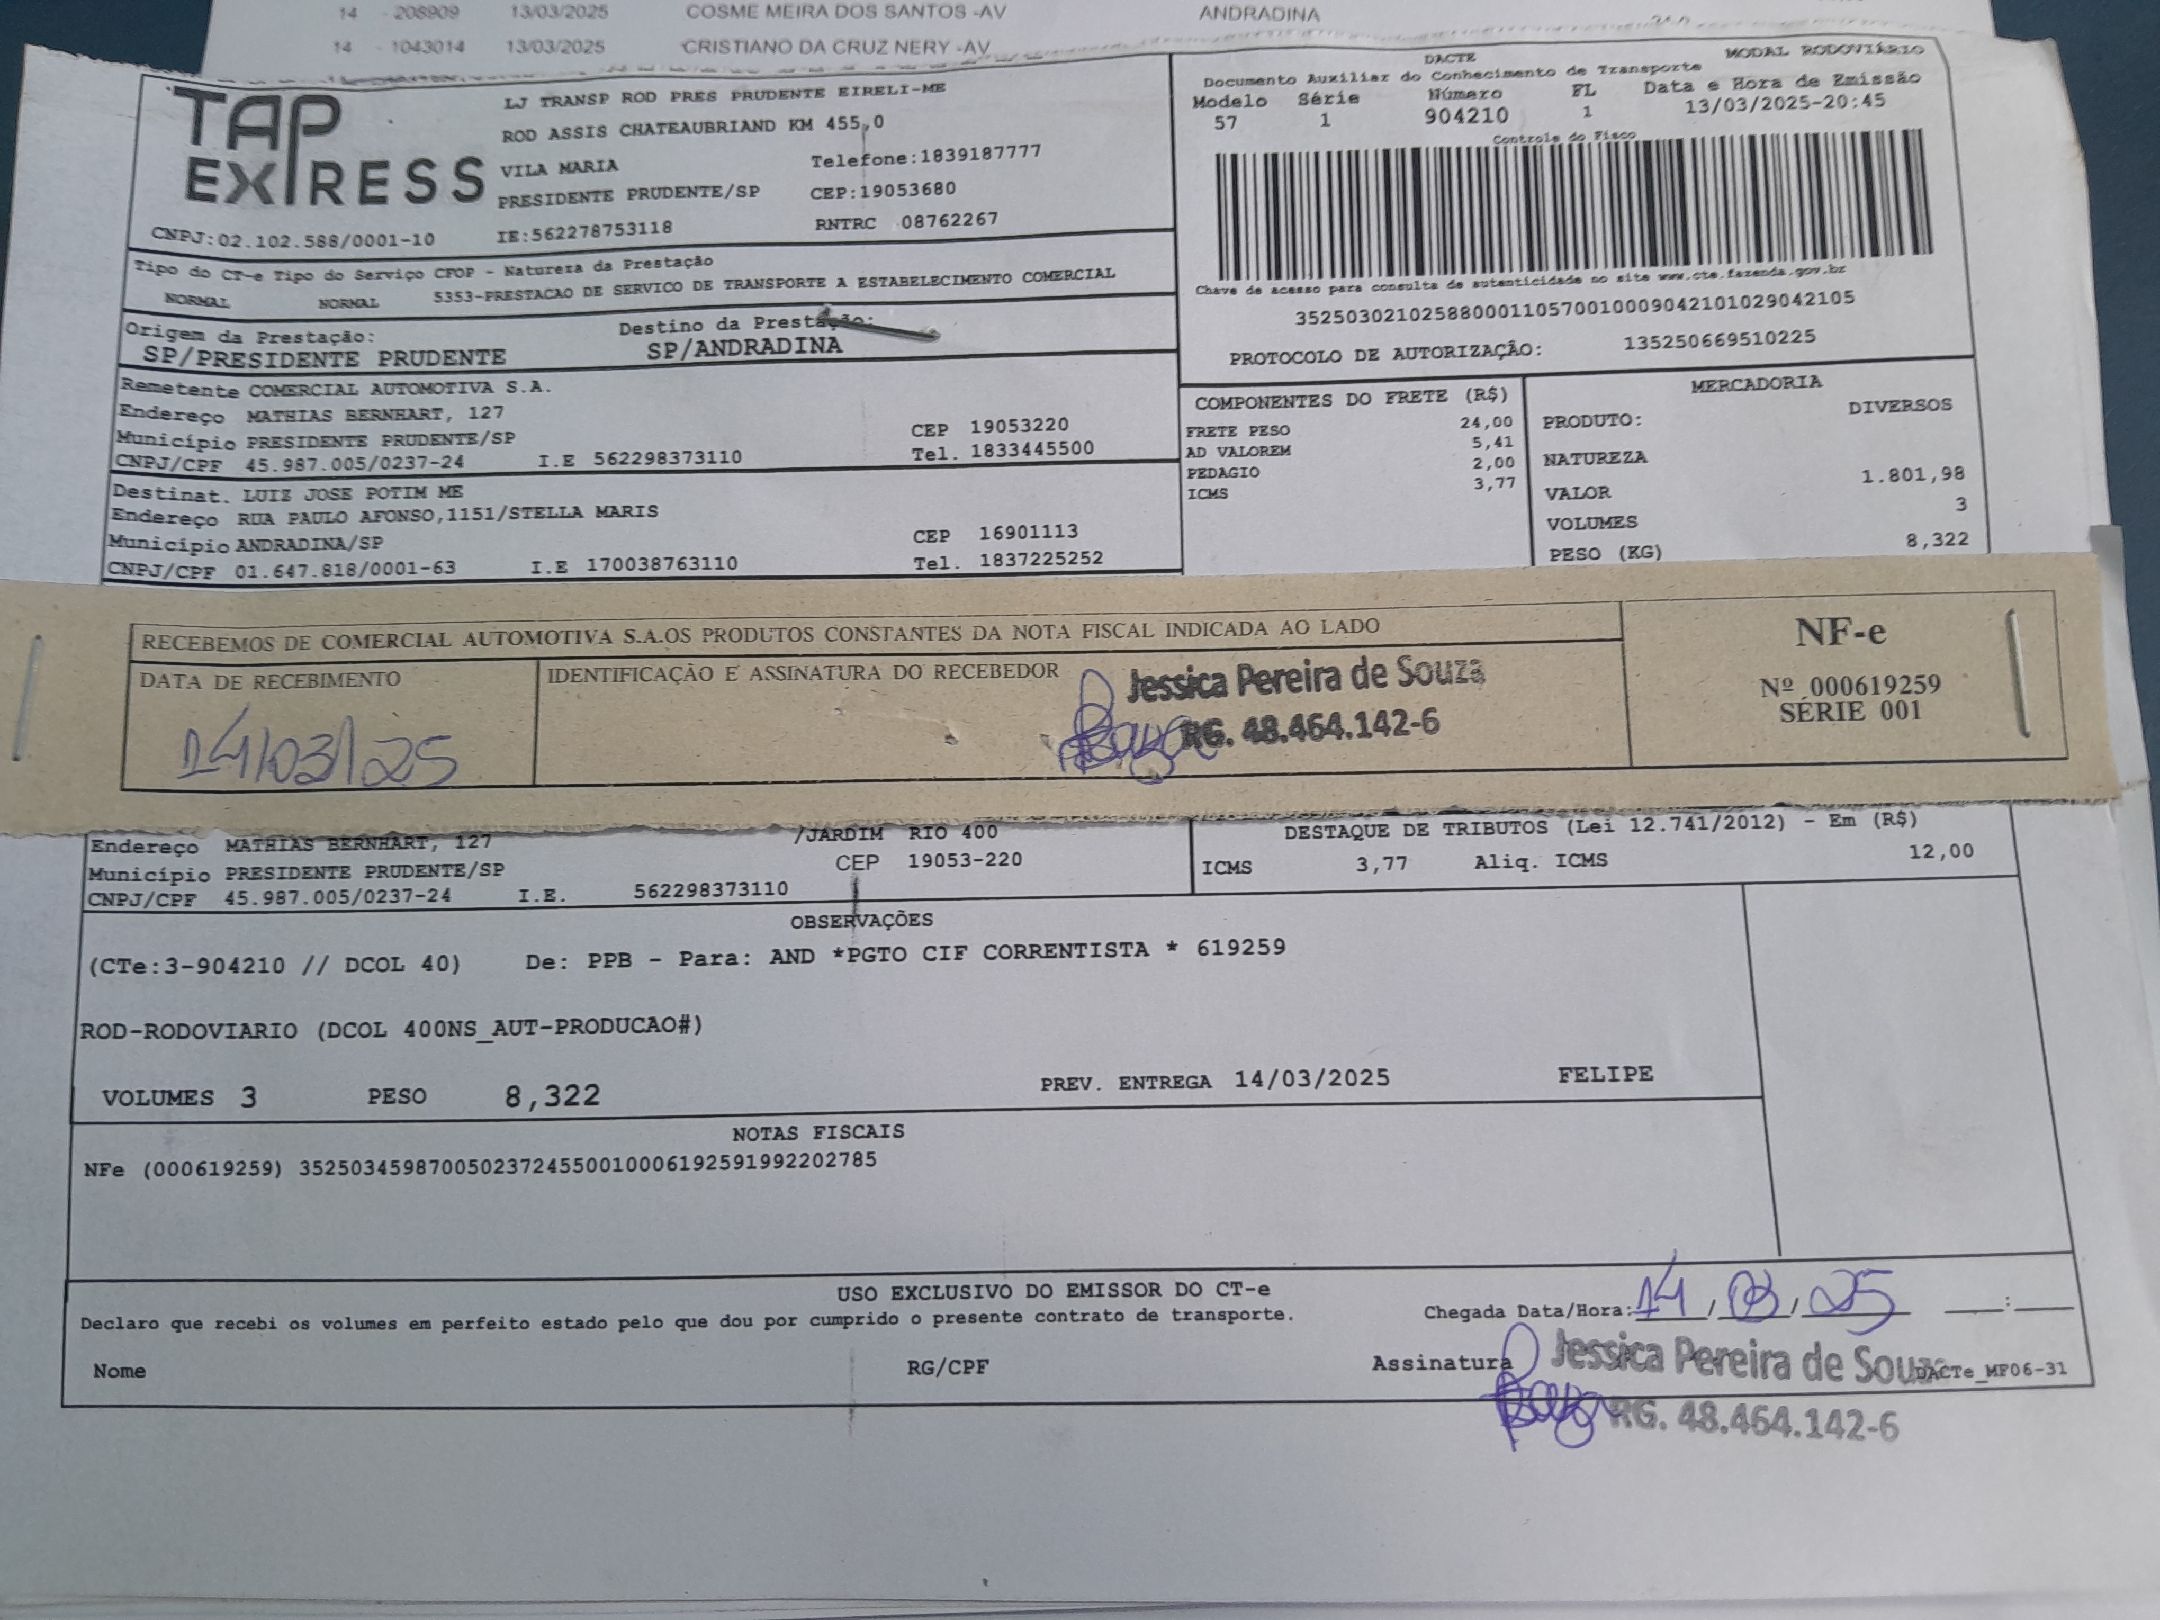 14 - 208909 13/03/2025 COSME MEIRA DOS SANTOS -AV ANDRADINA
14 - 1043014 13/03/2025 CRISTIANO DA CRUZ NERY -AV
TAP EXPRESS
LJ TRANSP ROD PRES PRUDENTE EIRELI-ME
ROD ASSIS CHATEAUBRIAND KM 455,0
VILA MARIA Telefone:1839187777
PRESIDENTE PRUDENTE/SP CEP:19053680
CNPJ:02.102.588/0001-10 IE:562278753118 RNTRC 08762267
DACTE MODAL RODOVIÁRIO
Documento Auxiliar do Conhecimento de Transporte
Modelo Série Número FL Data e Hora de Emissão
57 1 904210 1 13/03/2025-20:45
Controle do Fisco
Chave de acesso para consulta de autenticidade no site www.cte.fazenda.gov.br
35250302102588000110570010009042101029042105
PROTOCOLO DE AUTORIZAÇÃO: 135250669510225
Tipo do CT-e Tipo do Serviço CFOP - Natureza da Prestação
NORMAL NORMAL 5353-PRESTACAO DE SERVICO DE TRANSPORTE A ESTABELECIMENTO COMERCIAL
Origem da Prestação: Destino da Prestação:
SP/PRESIDENTE PRUDENTE SP/ANDRADINA
Remetente COMERCIAL AUTOMOTIVA S.A.
Endereço MATHIAS BERNHART, 127
Município PRESIDENTE PRUDENTE/SP CEP 19053220
CNPJ/CPF 45.987.005/0237-24 I.E 562298373110 Tel. 1833445500
Destinat. LUIZ JOSE POTIM ME
Endereço RUA PAULO AFONSO,1151/STELLA MARIS
Município ANDRADINA/SP CEP 16901113
CNPJ/CPF 01.647.818/0001-63 I.E 170038763110 Tel. 1837225252
COMPONENTES DO FRETE (R$)
FRETE PESO 24,00
AD VALOREM 5,41
PEDAGIO 2,00
ICMS 3,77
MERCADORIA
PRODUTO: DIVERSOS
NATUREZA
VALOR 1.801,98
VOLUMES 3
PESO (KG) 8,322
RECEBEMOS DE COMERCIAL AUTOMOTIVA S.A.OS PRODUTOS CONSTANTES DA NOTA FISCAL INDICADA AO LADO
DATA DE RECEBIMENTO IDENTIFICAÇÃO E ASSINATURA DO RECEBEDOR
14/03/25
Jessica Pereira de Souza
RG. 48.464.142-6
NF-e
Nº 000619259
SÉRIE 001
Endereço MATHIAS BERNHART, 127 /JARDIM RIO 400
Município PRESIDENTE PRUDENTE/SP CEP 19053-220
CNPJ/CPF 45.987.005/0237-24 I.E. 562298373110
DESTAQUE DE TRIBUTOS (Lei 12.741/2012) - Em (R$)
ICMS 3,77 Aliq. ICMS 12,00
OBSERVAÇÕES
(CTe:3-904210 // DCOL 40) De: PPB - Para: AND *PGTO CIF CORRENTISTA * 619259
ROD-RODOVIARIO (DCOL 400NS_AUT-PRODUCAO#)
VOLUMES 3 PESO 8,322 PREV. ENTREGA 14/03/2025 FELIPE
NOTAS FISCAIS
NFe (000619259) 35250345987005023724550010006192591992202785
USO EXCLUSIVO DO EMISSOR DO CT-e
Declaro que recebi os volumes em perfeito estado pelo que dou por cumprido o presente contrato de transporte. Chegada Data/Hora: 14/03/25 __:__
Nome RG/CPF Assinatura Jessica Pereira de Souza DACTe_MF06-31
RG. 48.464.142-6